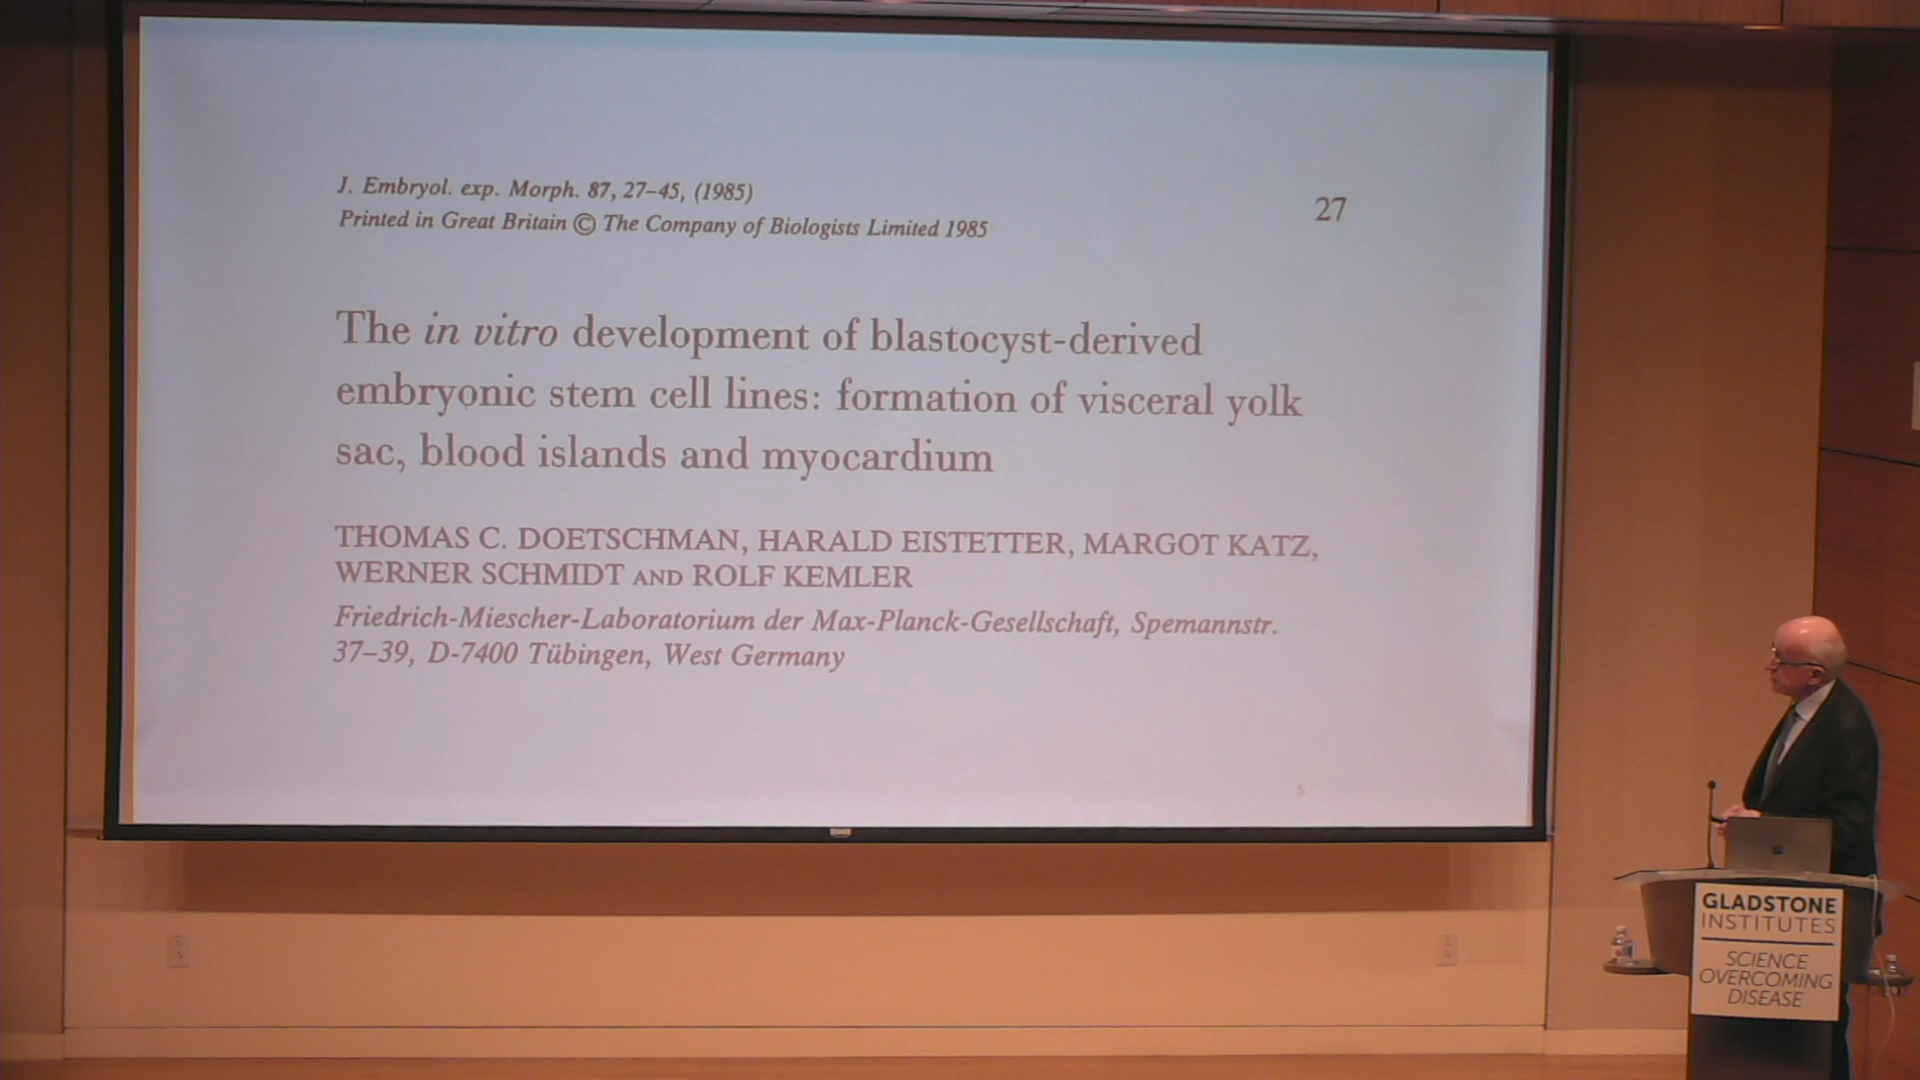 J. Embryol. exp. Morph. 87, 27–45, (1985)
Printed in Great Britain © The Company of Biologists Limited 1985
27
The in vitro development of blastocyst-derived
embryonic stem cell lines: formation of visceral yolk
sac, blood islands and myocardium
THOMAS C. DOETSCHMAN, HARALD EISTETTER, MARGOT KATZ,
WERNER SCHMIDT AND ROLF KEMLER
Friedrich-Miescher-Laboratorium der Max-Planck-Gesellschaft, Spemannstr.
37–39, D-7400 Tübingen, West Germany
5
GLADSTONE
INSTITUTES
SCIENCE
OVERCOMING
DISEASE